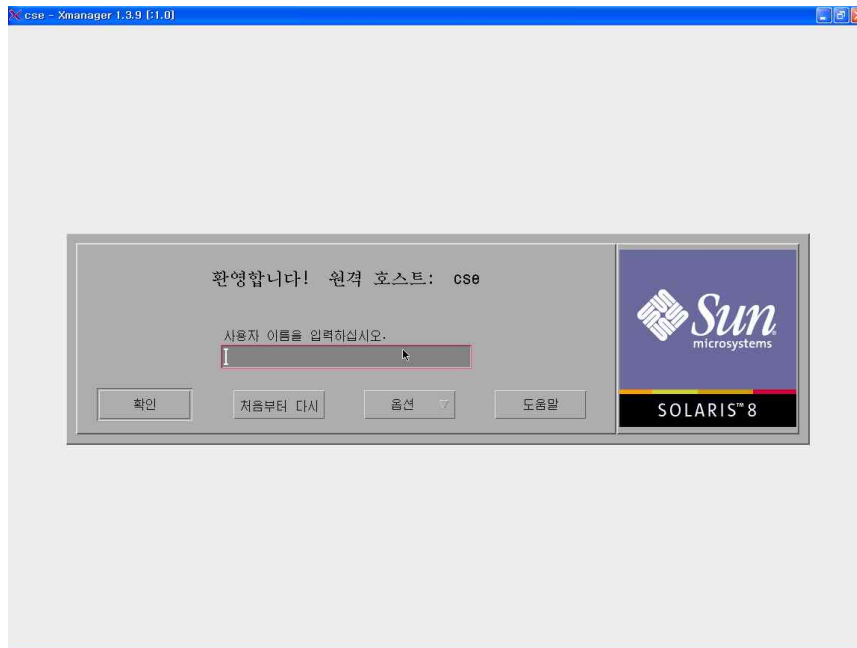 cse - Xmanager 1.3.9 [:1.0]
환영합니다! 원격 호스트: cse
사용자 이름을 입력하십시오.
확인 처음부터 다시 옵션 도움말
Sun
microsystems
SOLARIS™ 8